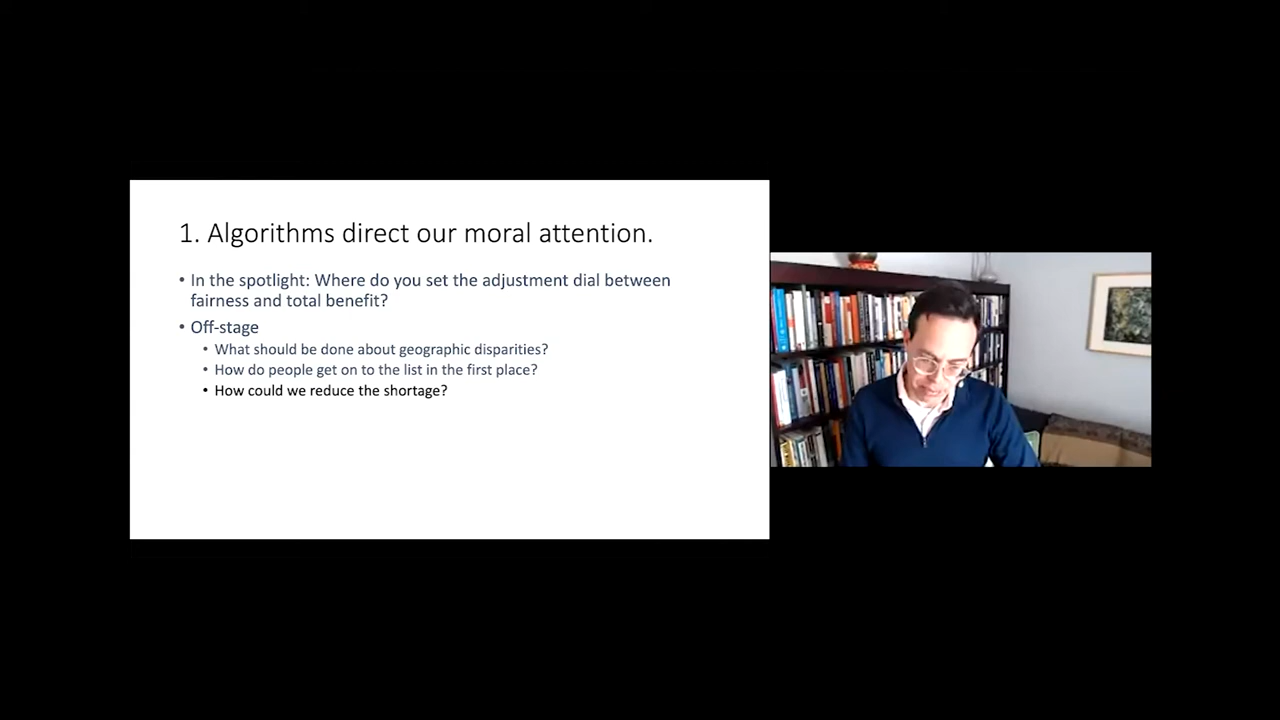 1. Algorithms direct our moral attention.
• In the spotlight: Where do you set the adjustment dial between
fairness and total benefit?
• Off-stage
• What should be done about geographic disparities?
• How do people get on to the list in the first place?
• How could we reduce the shortage?